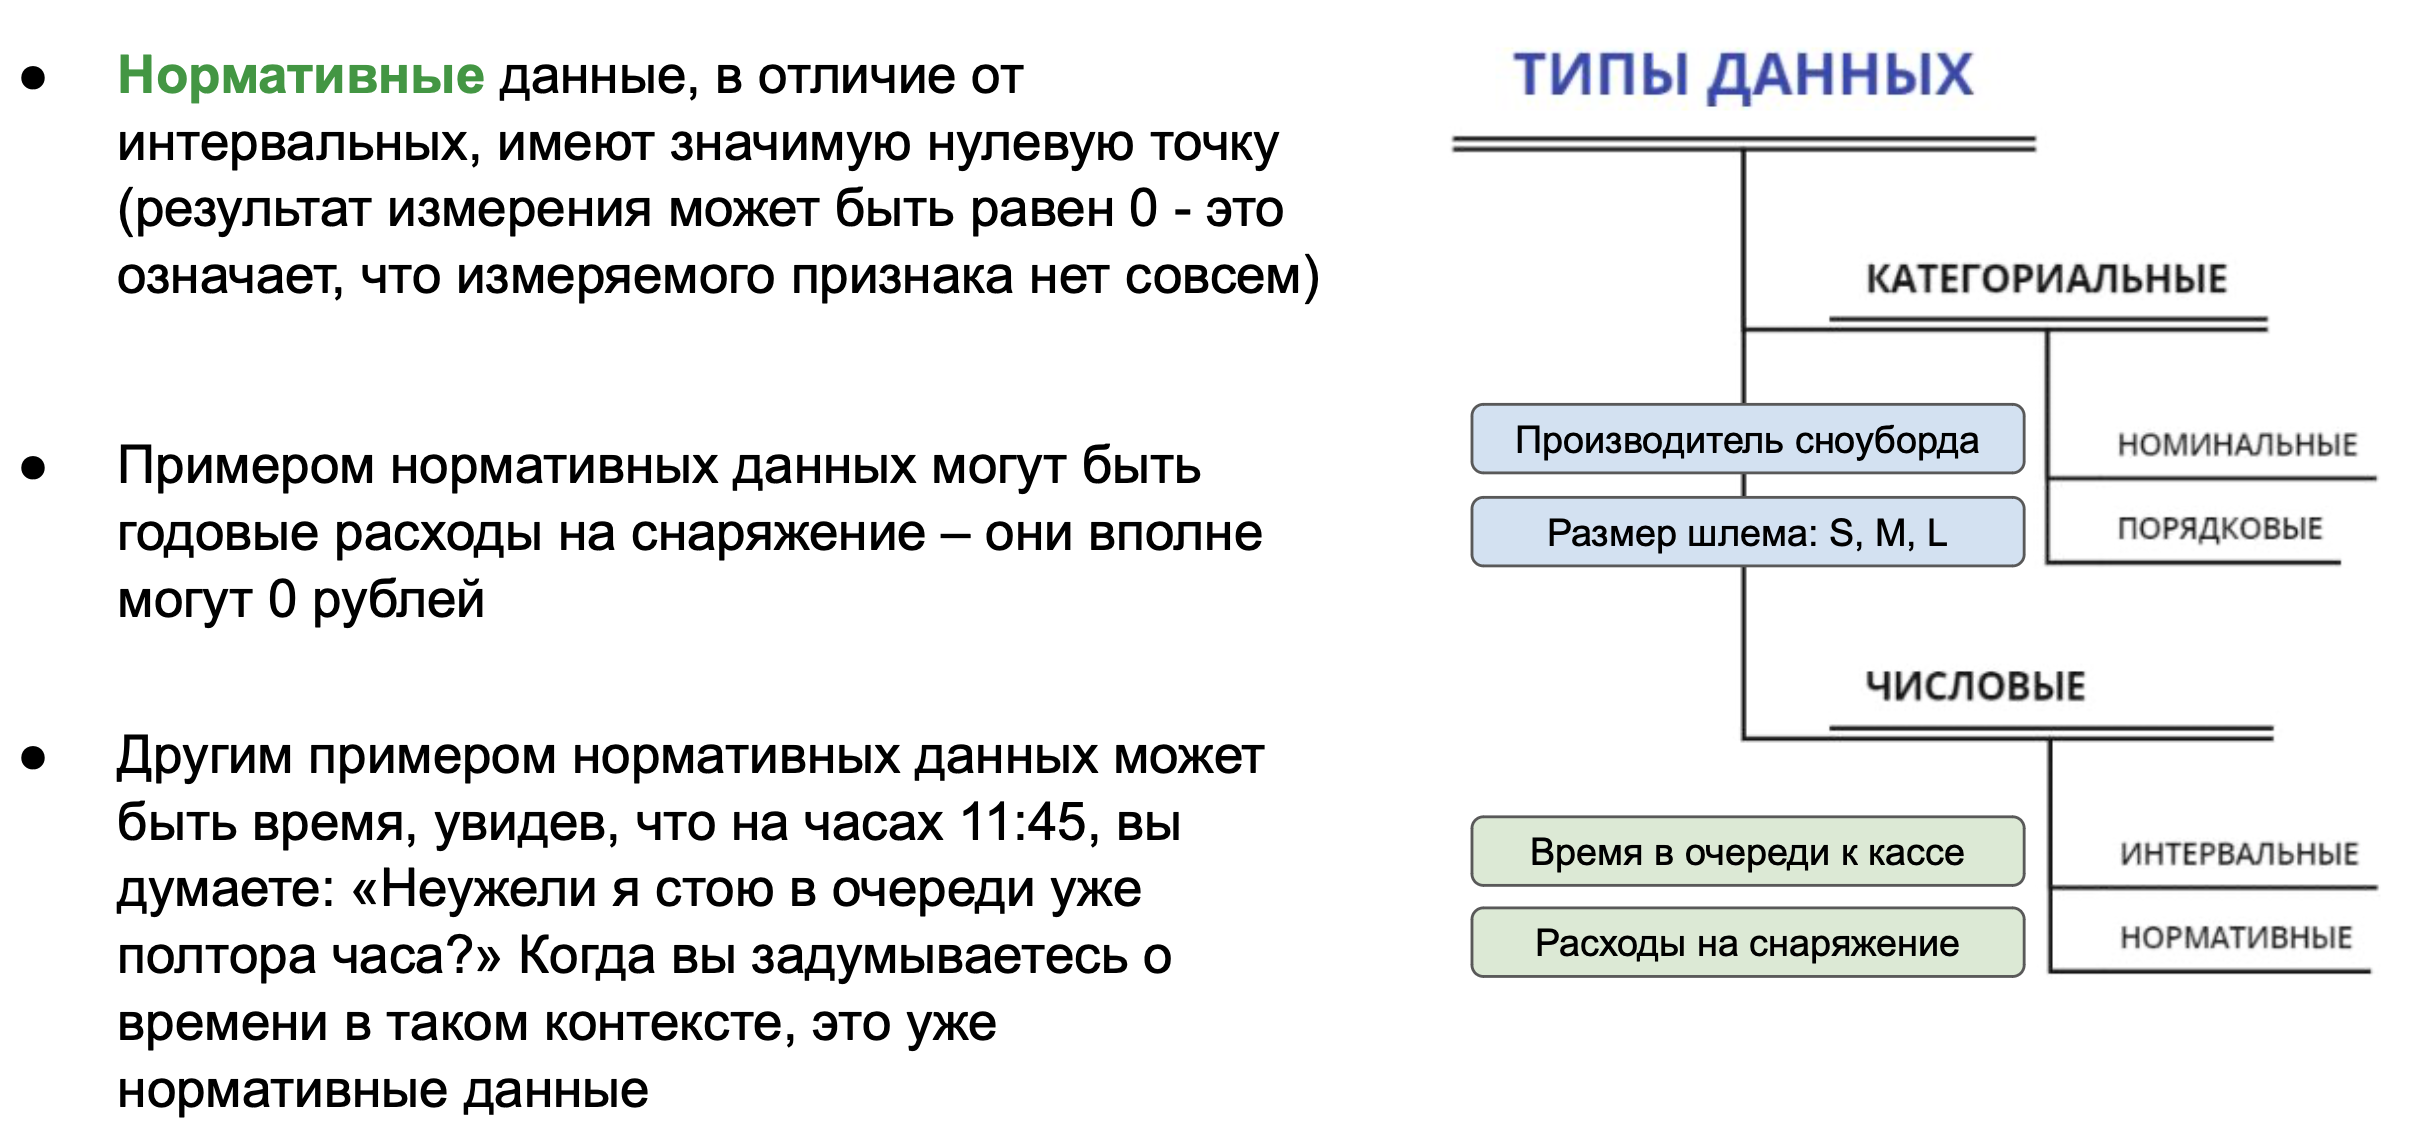 ● Нормативные данные, в отличие от
интервальных, имеют значимую нулевую точку
(результат измерения может быть равен 0 - это
означает, что измеряемого признака нет совсем)
● Примером нормативных данных могут быть
годовые расходы на снаряжение – они вполне
могут 0 рублей
● Другим примером нормативных данных может
быть время, увидев, что на часах 11:45, вы
думаете: «Неужели я стою в очереди уже
полтора часа?» Когда вы задумываетесь о
времени в таком контексте, это уже
нормативные данные
ТИПЫ ДАННЫХ
КАТЕГОРИАЛЬНЫЕ
Производитель сноуборда
НОМИНАЛЬНЫЕ
Размер шлема: S, M, L
ПОРЯДКОВЫЕ
ЧИСЛОВЫЕ
Время в очереди к кассе
ИНТЕРВАЛЬНЫЕ
Расходы на снаряжение
НОРМАТИВНЫЕ